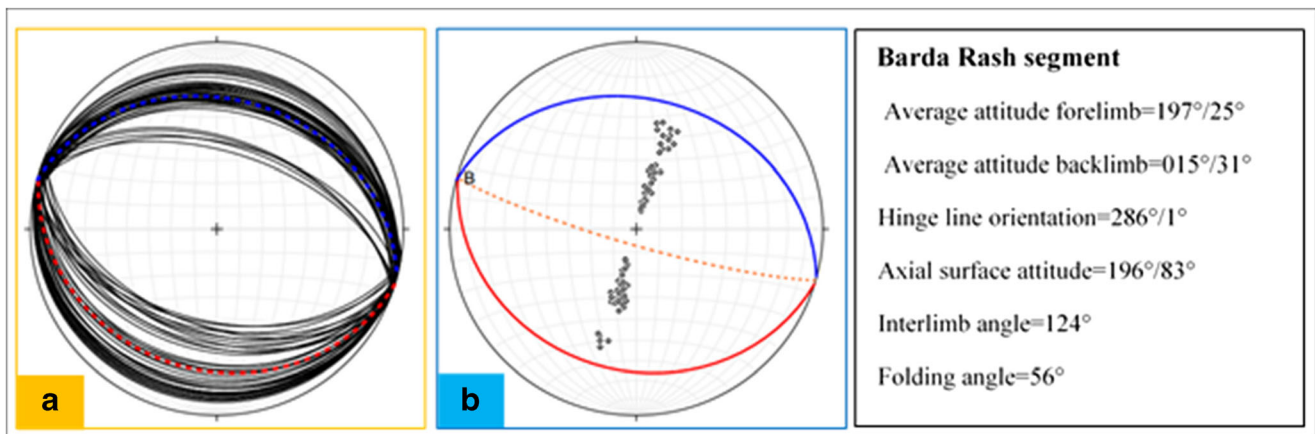 a
B
b
Barda Rash segment
Average attitude forelimb=197°/25°
Average attitude backlimb=015°/31°
Hinge line orientation=286°/1°
Axial surface attitude=196°/83°
Interlimb angle=124°
Folding angle=56°